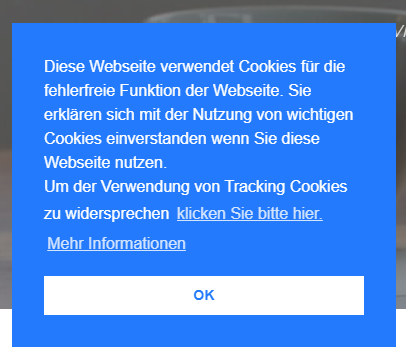 Diese Webseite verwendet Cookies für die
fehlerfreie Funktion der Webseite. Sie
erklären sich mit der Nutzung von wichtigen
Cookies einverstanden wenn Sie diese
Webseite nutzen.
Um der Verwendung von Tracking Cookies
zu widersprechen klicken Sie bitte hier.
Mehr Informationen
OK